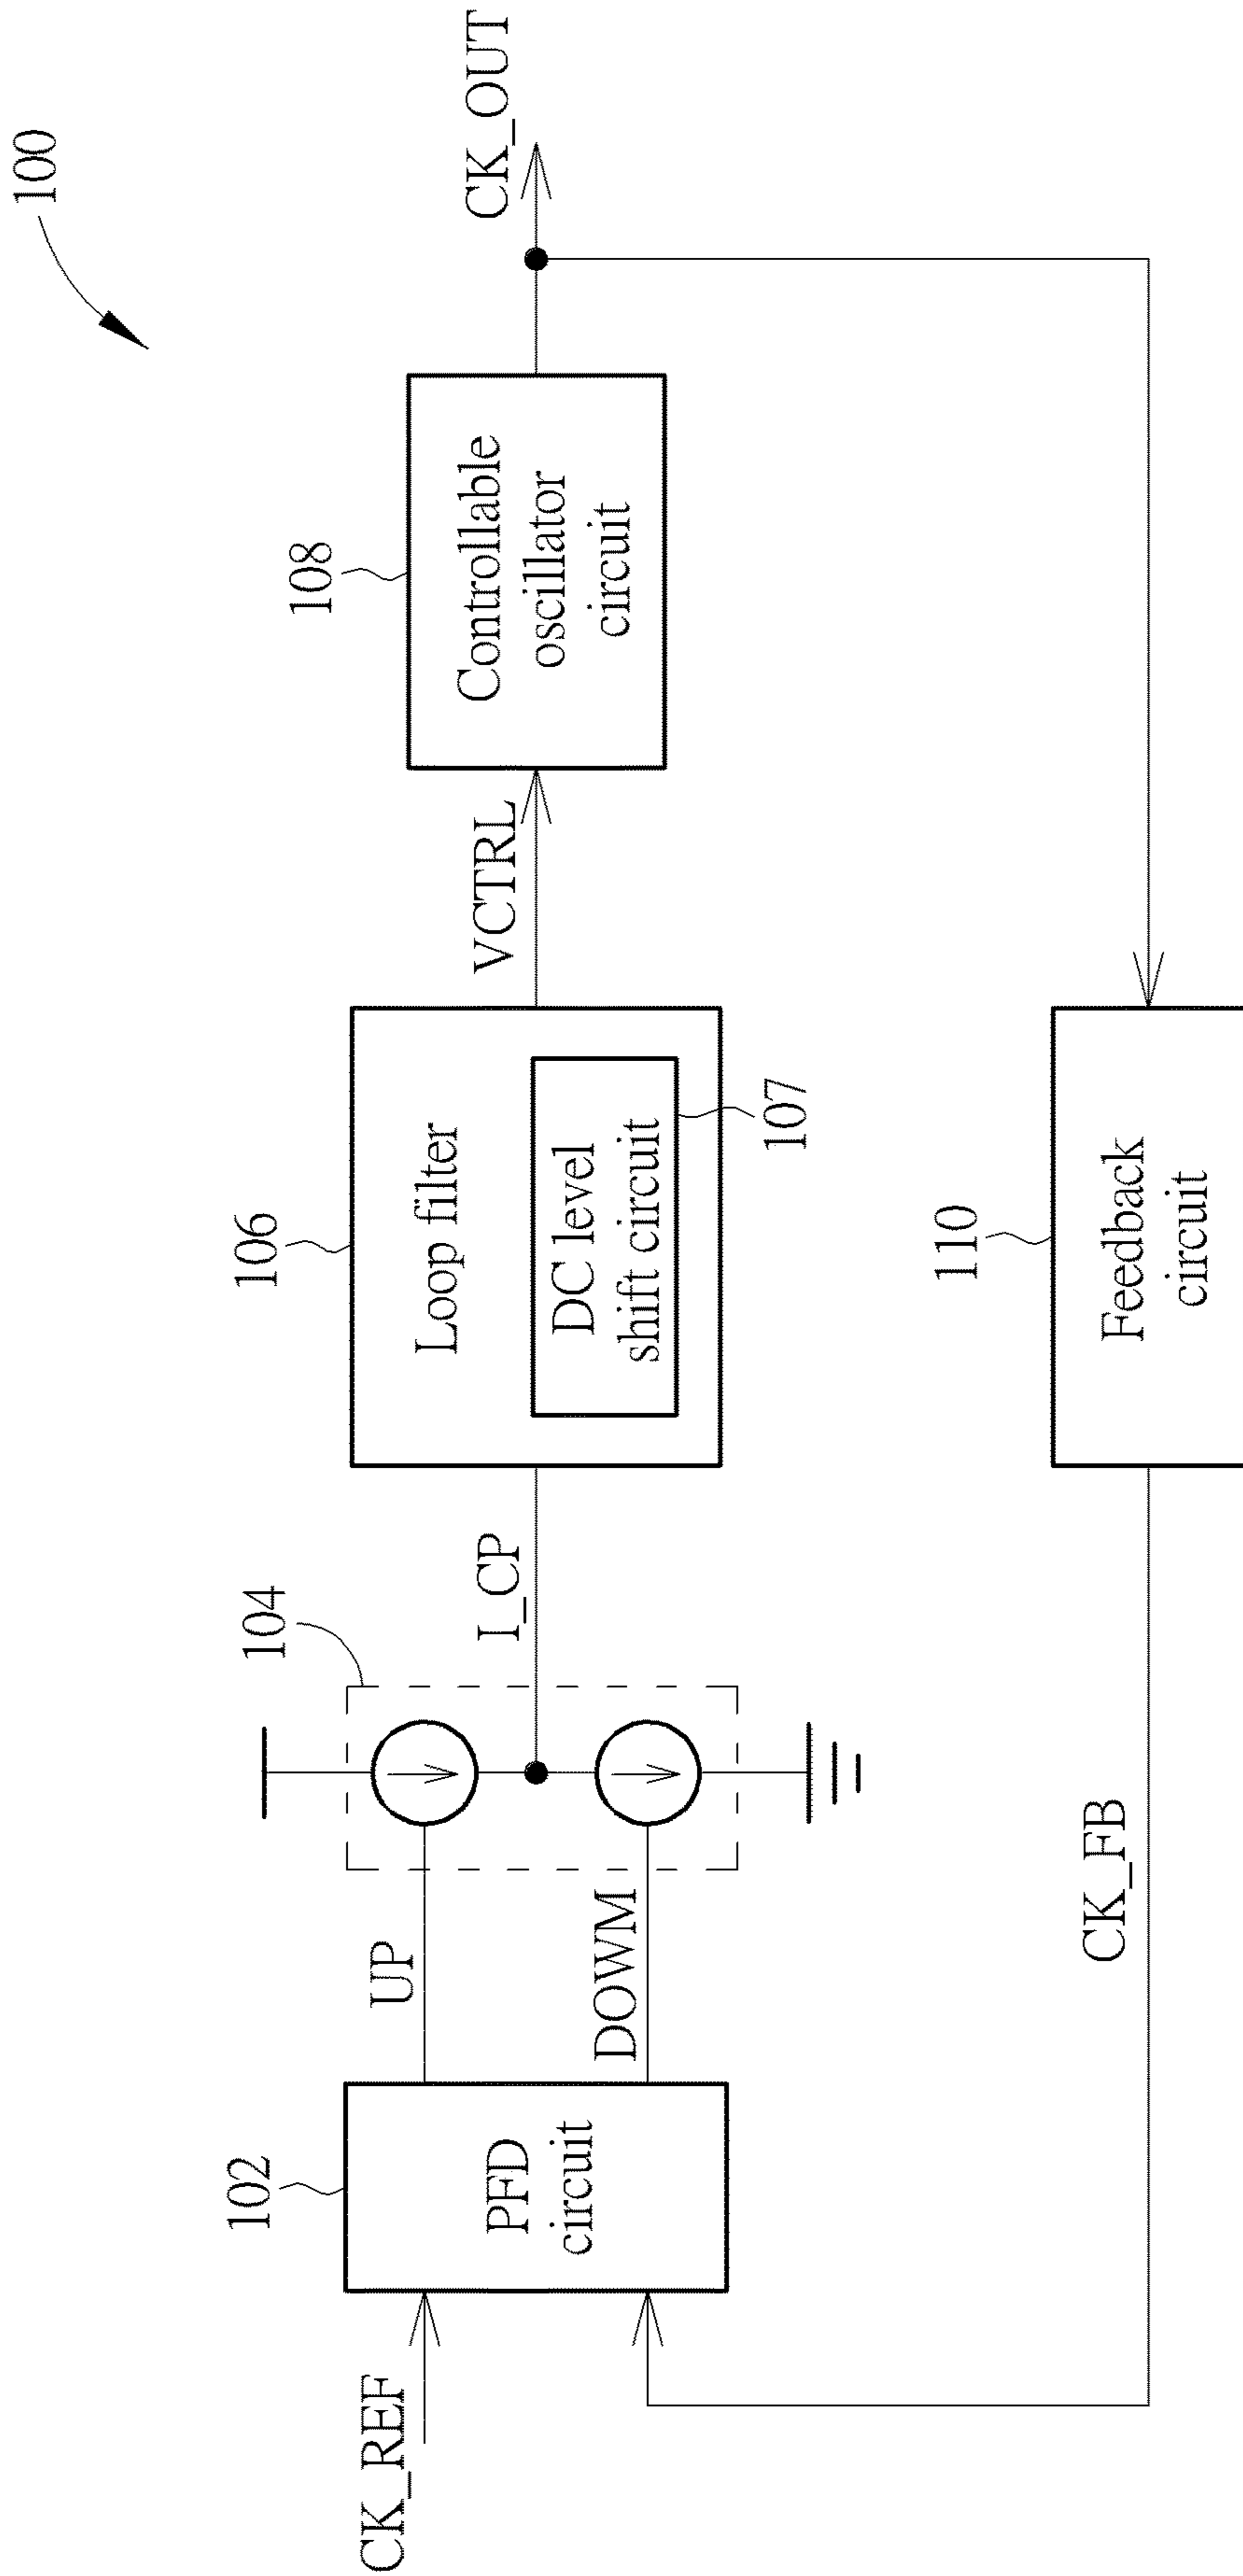 100
CK_REF
102
PFD
circuit
UP
DOWM
104
I_CP
106
Loop filter
DC level
shift circuit
107
VCTRL
108
Controllable
oscillator
circuit
CK_OUT
110
Feedback
circuit
CK_FB